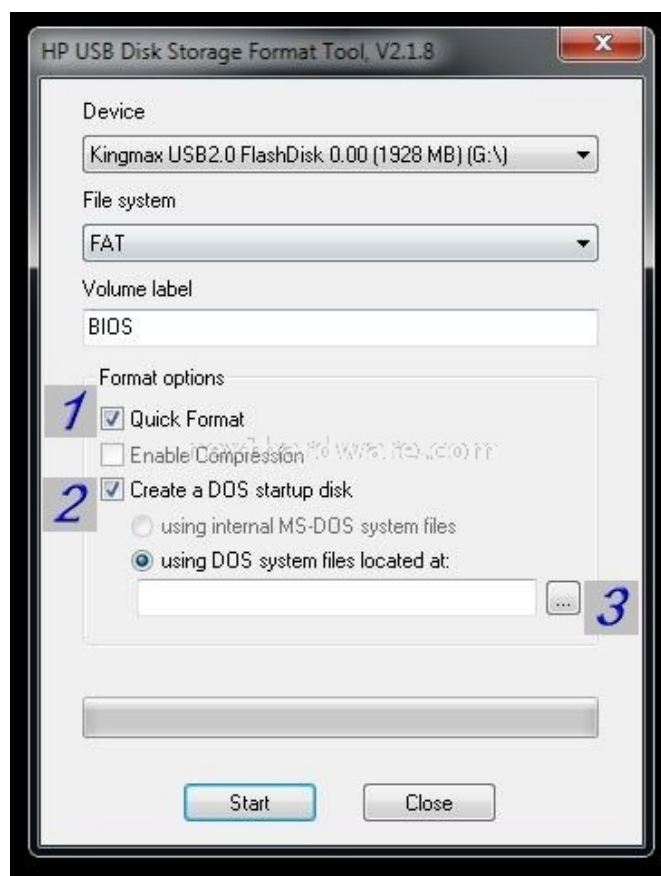 HP USB Disk Storage Format Tool, V2.1.8
Device
Kingmax USB2.0 FlashDisk 0.00 (1928 MB) (G:\)
File system
FAT
Volume label
BIOS
Format options
1 Quick Format
Enable Compression
nexthardware.com
2 Create a DOS startup disk
using internal MS-DOS system files
using DOS system files located at:
... 3
Start Close